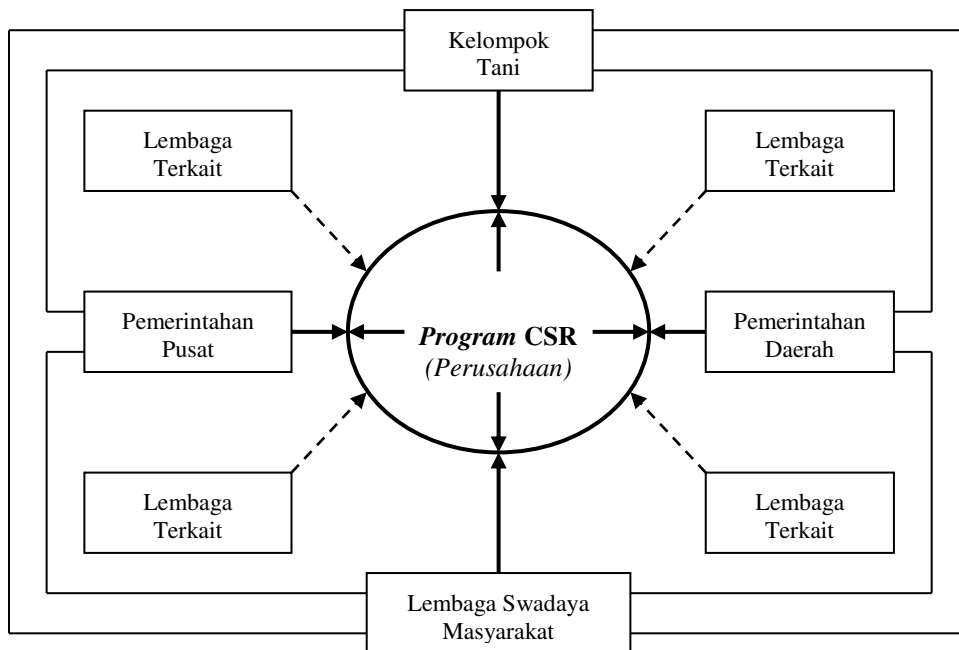 Kelompok
Tani
Lembaga
Terkait
Lembaga
Terkait
Pemerintahan
Pusat
Program CSR
(Perusahaan)
Pemerintahan
Daerah
Lembaga
Terkait
Lembaga
Terkait
Lembaga Swadaya
Masyarakat